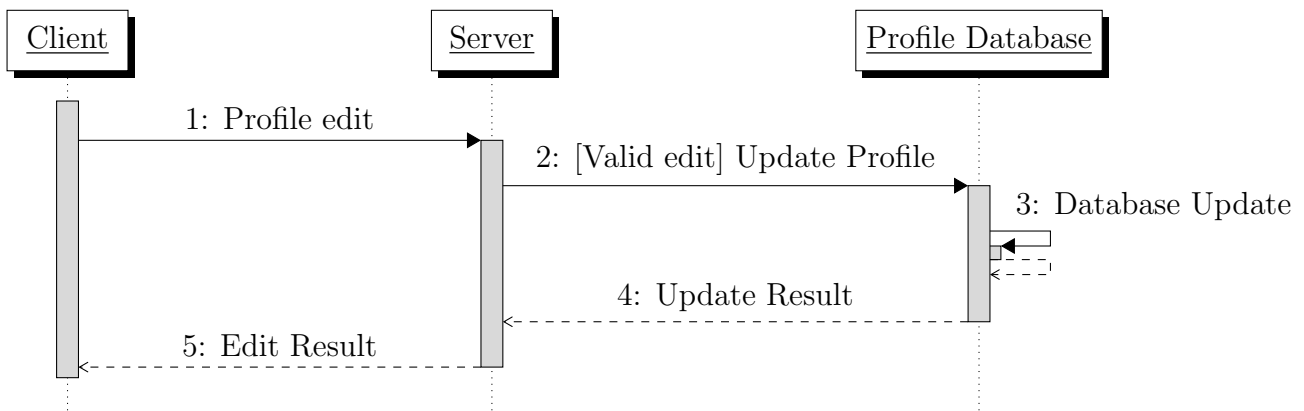 Client
Server
Profile Database
1: Profile edit
2: [Valid edit] Update Profile
3: Database Update
4: Update Result
5: Edit Result